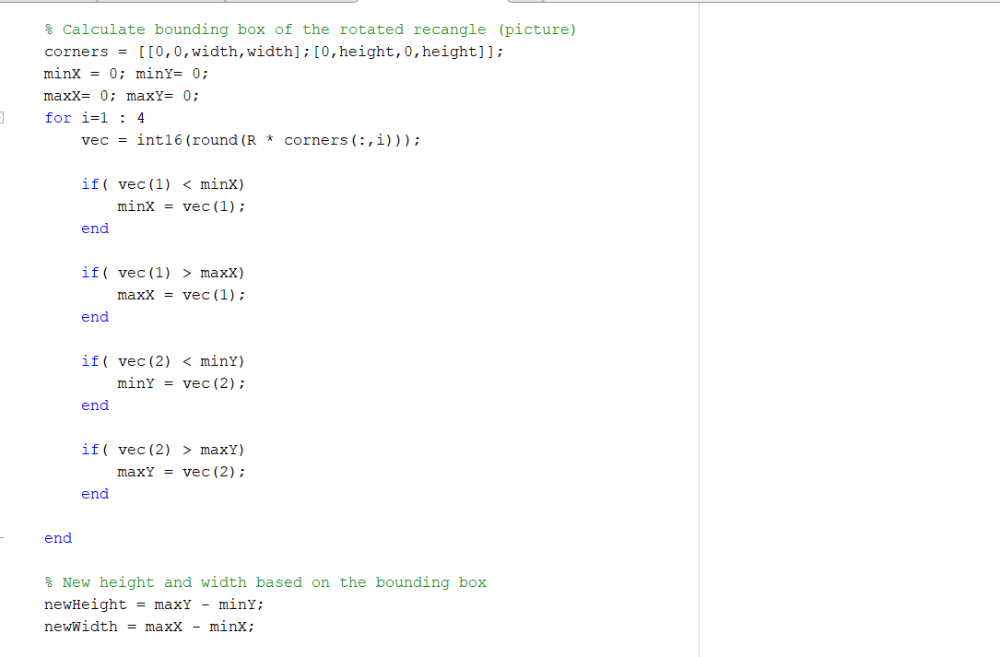 % Calculate bounding box of the rotated recangle (picture)
corners = [[0,0,width,width];[0,height,0,height]];
minX = 0; minY= 0;
maxX= 0; maxY= 0;
for i=1 : 4
    vec = int16(round(R * corners(:,i)));

    if( vec(1) < minX)
        minX = vec(1);
    end

    if( vec(1) > maxX)
        maxX = vec(1);
    end

    if( vec(2) < minY)
        minY = vec(2);
    end

    if( vec(2) > maxY)
        maxY = vec(2);
    end

end

% New height and width based on the bounding box
newHeight = maxY - minY;
newWidth = maxX - minX;